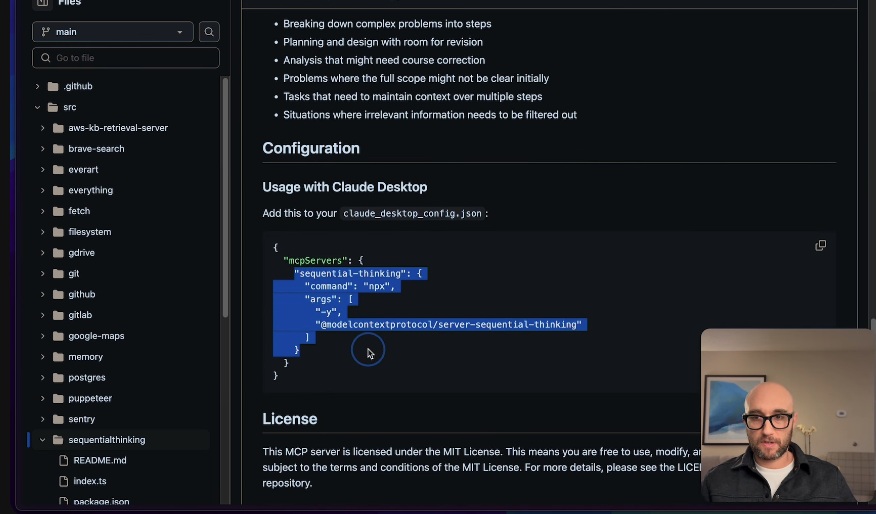 Files
main
Go to file
.github
src
aws-kb-retrieval-server
brave-search
everart
everything
fetch
filesystem
gdrive
git
github
gitlab
google-maps
memory
postgres
puppeteer
sentry
sequentialthinking
README.md
index.ts
package.json
• Breaking down complex problems into steps
• Planning and design with room for revision
• Analysis that might need course correction
• Problems where the full scope might not be clear initially
• Tasks that need to maintain context over multiple steps
• Situations where irrelevant information needs to be filtered out
Configuration
Usage with Claude Desktop
Add this to your claude_desktop_config.json:
{
"mcpServers": {
"sequential-thinking": {
"command": "npx",
"args": [
"-y",
"@modelcontextprotocol/server-sequential-thinking"
]
}
}
}
License
This MCP server is licensed under the MIT License. This means you are free to use, modify,
subject to the terms and conditions of the MIT License. For more details, please see the
repository.